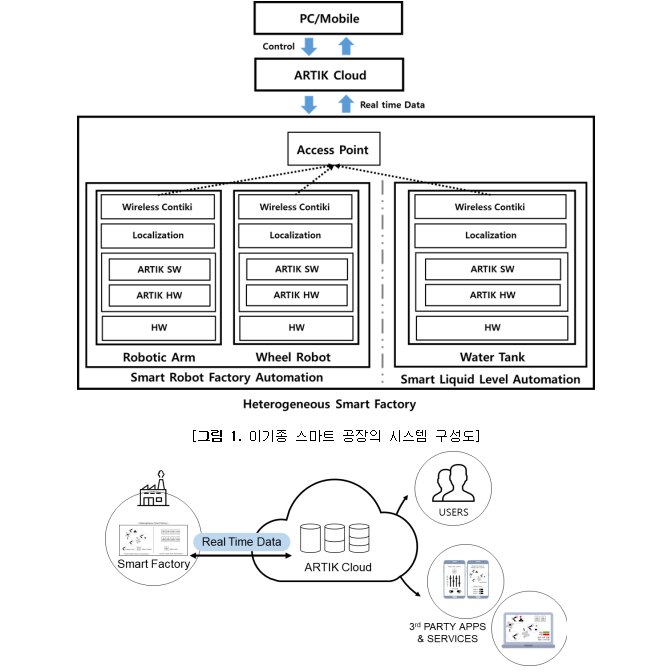 PC/Mobile
Control
ARTIK Cloud
Real time Data
Access Point
Wireless Contiki
Localization
ARTIK SW
ARTIK HW
HW
Robotic Arm
Wireless Contiki
Localization
ARTIK SW
ARTIK HW
HW
Wheel Robot
Smart Robot Factory Automation
Wireless Contiki
Localization
ARTIK SW
ARTIK HW
HW
Water Tank
Smart Liquid Level Automation
Heterogeneous Smart Factory
[그림 1. 이기종 스마트 공장의 시스템 구성도]
Smart Factory
Real Time Data
ARTIK Cloud
USERS
3rd PARTY APPS
& SERVICES